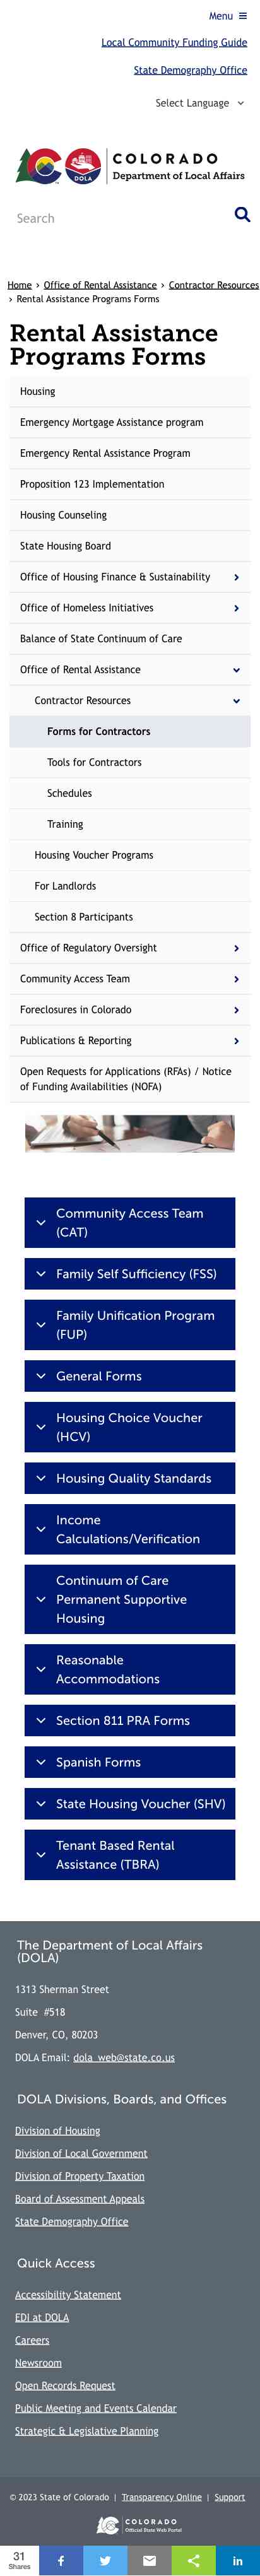 Menu
Local Community Funding Guide
State Demography Office
Select Language
COLORADO
Department of Local Affairs
DOLA
Search
Home › Office of Rental Assistance › Contractor Resources
› Rental Assistance Programs Forms
Rental Assistance
Programs Forms
Housing
Emergency Mortgage Assistance program
Emergency Rental Assistance Program
Proposition 123 Implementation
Housing Counseling
State Housing Board
Office of Housing Finance & Sustainability
Office of Homeless Initiatives
Balance of State Continuum of Care
Office of Rental Assistance
Contractor Resources
Forms for Contractors
Tools for Contractors
Schedules
Training
Housing Voucher Programs
For Landlords
Section 8 Participants
Office of Regulatory Oversight
Community Access Team
Foreclosures in Colorado
Publications & Reporting
Open Requests for Applications (RFAs) / Notice
of Funding Availabilities (NOFA)
Community Access Team
(CAT)
Family Self Sufficiency (FSS)
Family Unification Program
(FUP)
General Forms
Housing Choice Voucher
(HCV)
Housing Quality Standards
Income
Calculations/Verification
Continuum of Care
Permanent Supportive
Housing
Reasonable
Accommodations
Section 811 PRA Forms
Spanish Forms
State Housing Voucher (SHV)
Tenant Based Rental
Assistance (TBRA)
The Department of Local Affairs
(DOLA)
1313 Sherman Street
Suite #518
Denver, CO, 80203
DOLA Email: dola_web@state.co.us
DOLA Divisions, Boards, and Offices
Division of Housing
Division of Local Government
Division of Property Taxation
Board of Assessment Appeals
State Demography Office
Quick Access
Accessibility Statement
EDI at DOLA
Careers
Newsroom
Open Records Request
Public Meeting and Events Calendar
Strategic & Legislative Planning
© 2023 State of Colorado | Transparency Online | Support
COLORADO
Official State Web Portal
31
Shares